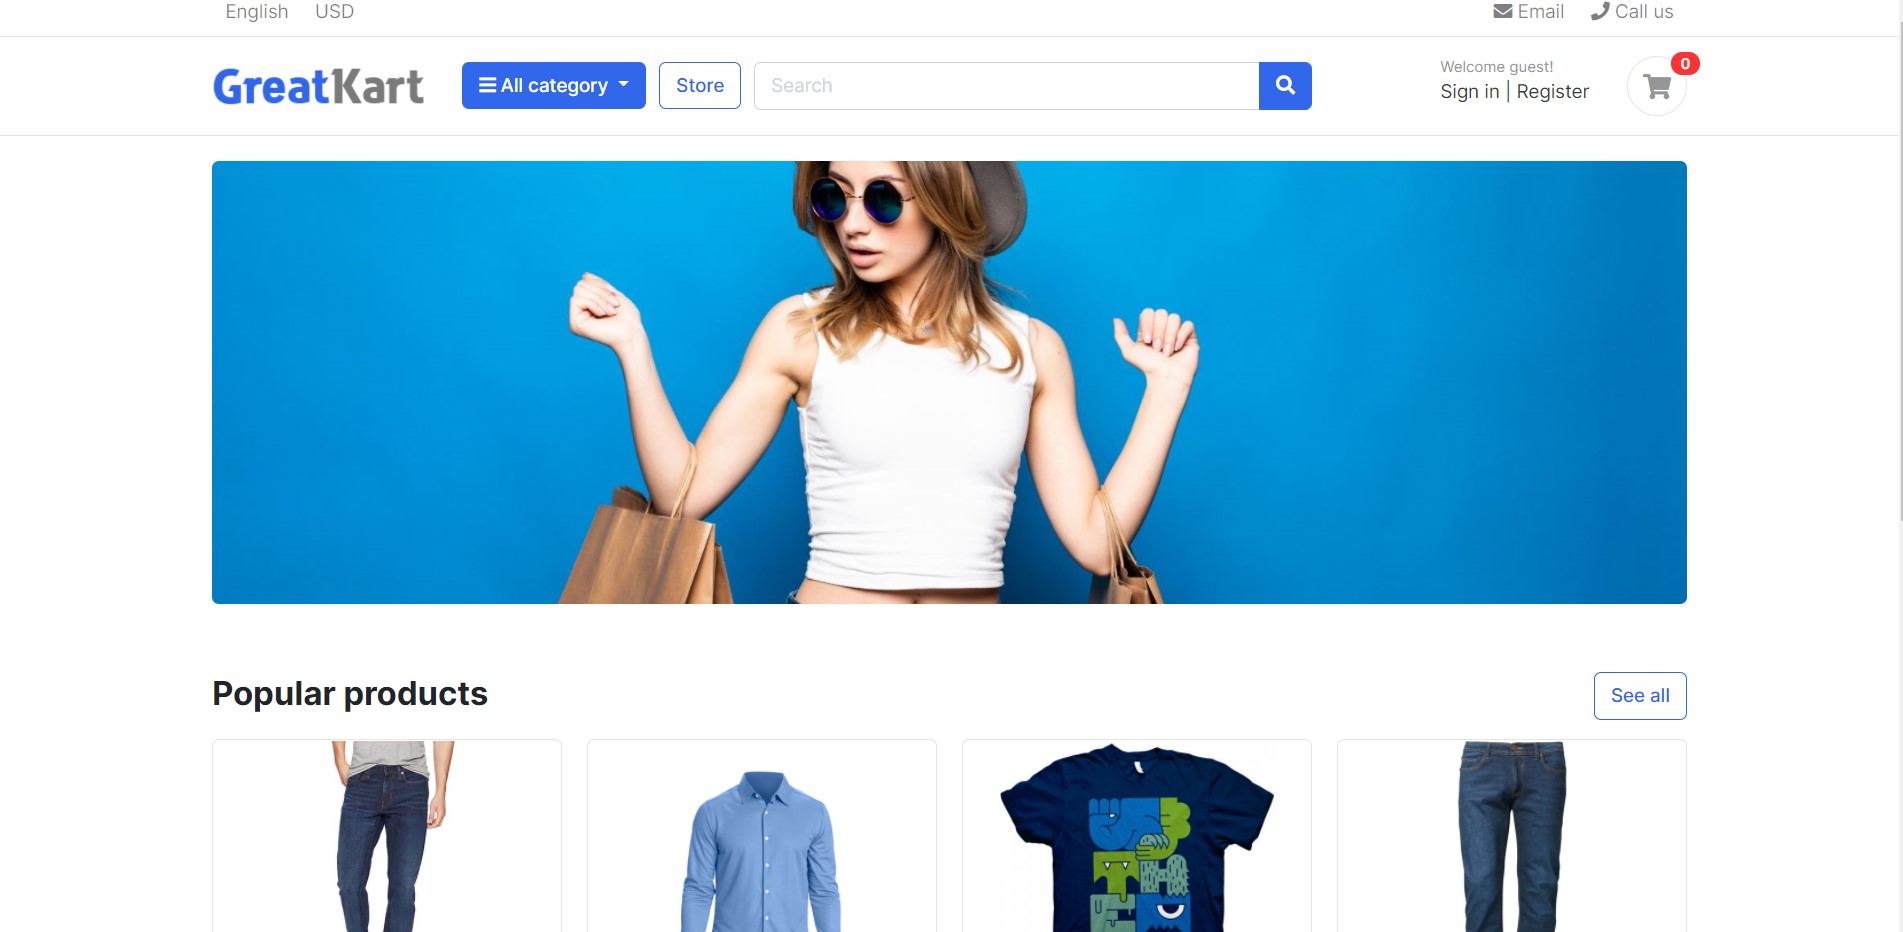 English USD Email Call us
GreatKart All category Store Search Welcome guest! 0
Sign in | Register
Popular products See all